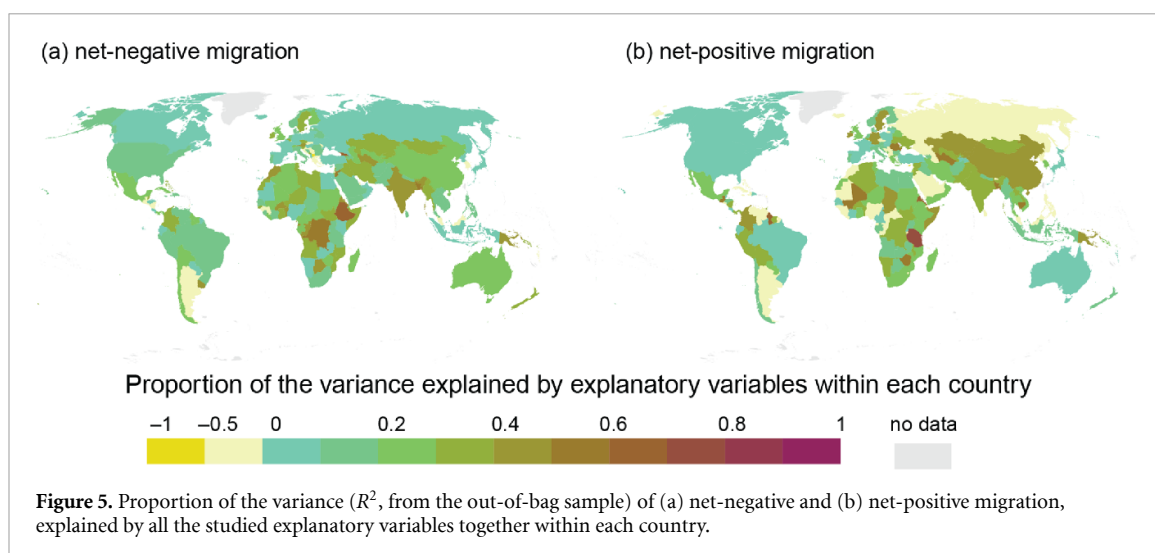 (a) net-negative migration
(b) net-positive migration
Proportion of the variance explained by explanatory variables within each country
−1 −0.5 0 0.2 0.4 0.6 0.8 1 no data
Figure 5. Proportion of the variance (R², from the out-of-bag sample) of (a) net-negative and (b) net-positive migration,
explained by all the studied explanatory variables together within each country.